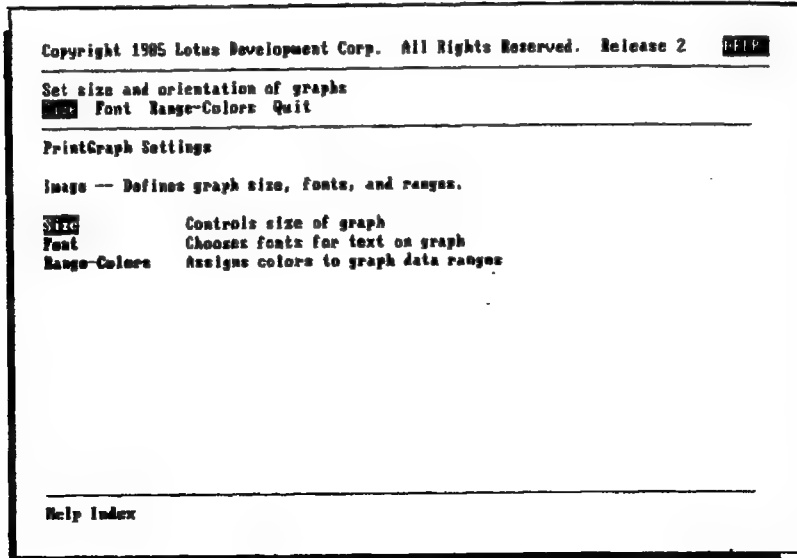 Copyright 1985 Lotus Development Corp. All Rights Reserved. Release 2 HELP
Set size and orientation of graphs
Size Font Range-Colors Quit
PrintGraph Settings
Image — Defines graph size, fonts, and ranges.
Size Controls size of graph
Font Chooses fonts for text on graph
Range-Colors Assigns colors to graph data ranges
Help Index